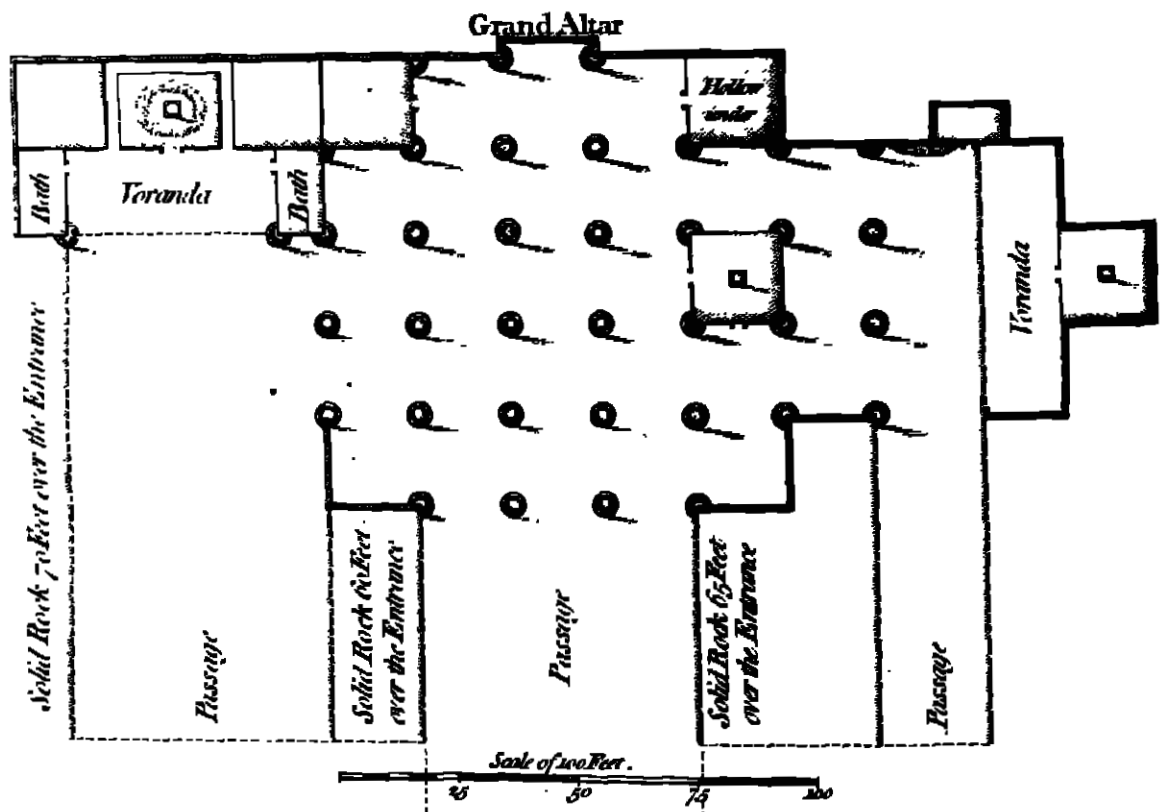 Grand Altar
Hollow
under
Bath
Voranda
Bath
Voranda
Solid Rock 70 Feet over the Entrance
Passage
Solid Rock 60 Feet
over the Entrance
Passage
Solid Rock 65 Feet
over the Entrance
Passage
Scale of 100 Feet.
25 50 75 100